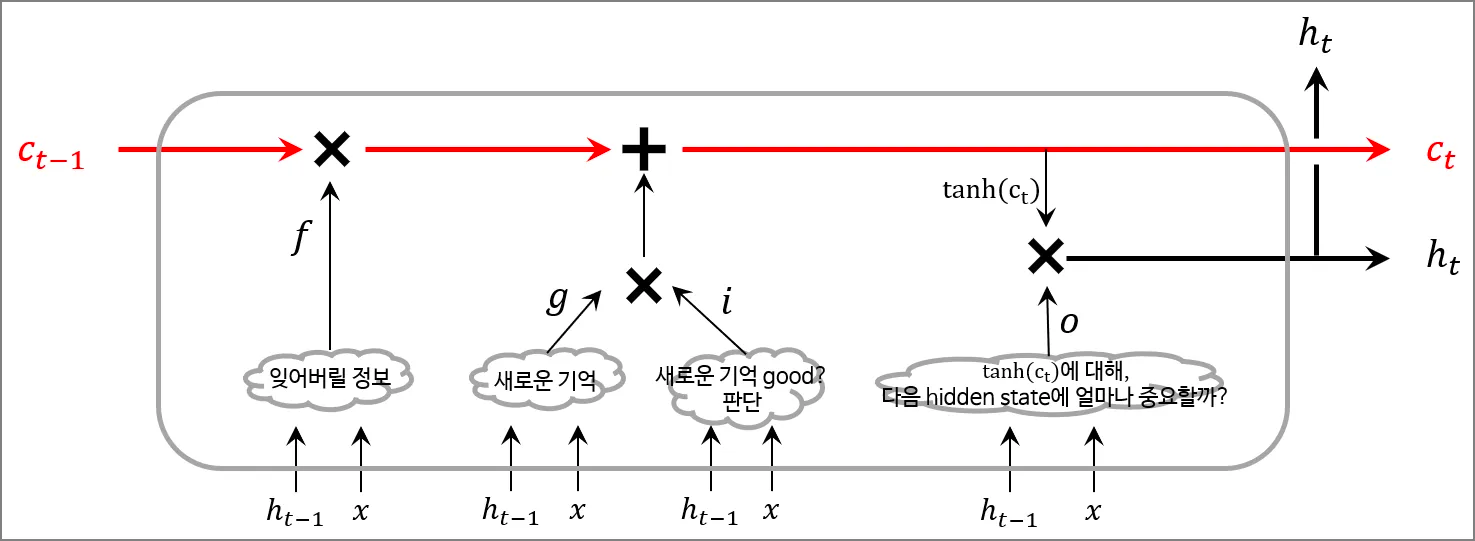 h_t
c_{t-1}
c_t
tanh(c_t)
f
h_t
g
i
o
잊어버릴 정보
새로운 기억
새로운 기억 good?
판단
tanh(c_t)에 대해,
다음 hidden state에 얼마나 중요할까?
h_{t-1} x
h_{t-1} x
h_{t-1} x
h_{t-1} x